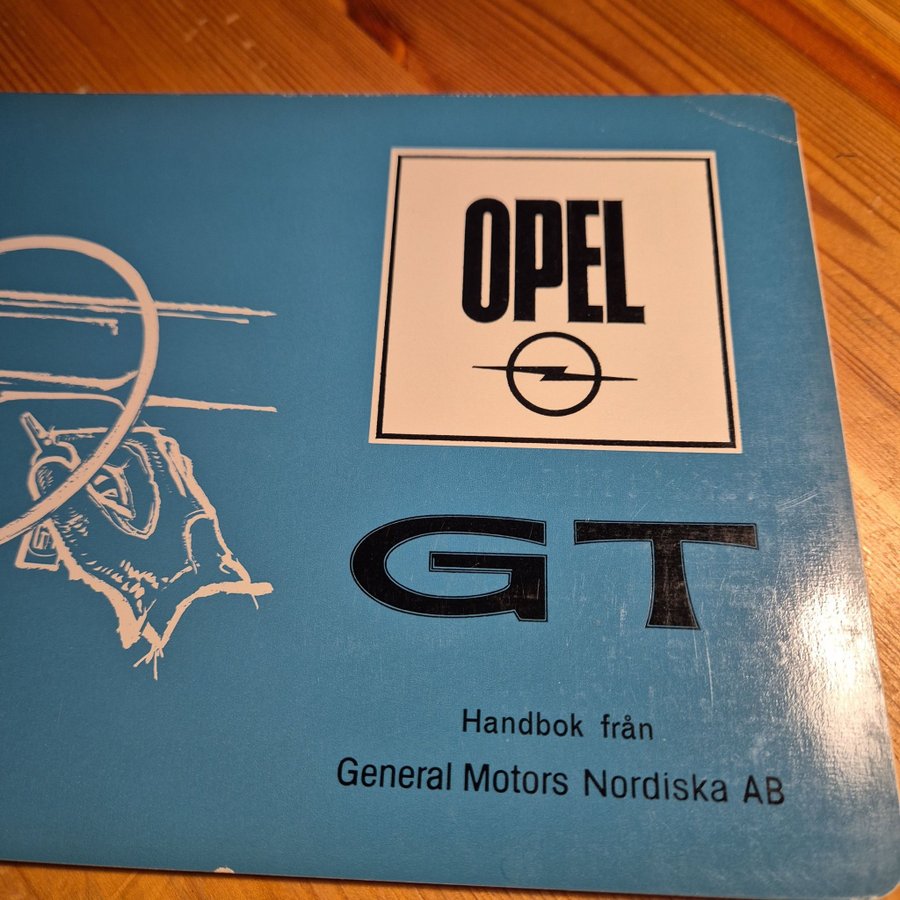 OPEL
GT
Handbok från
General Motors Nordiska AB